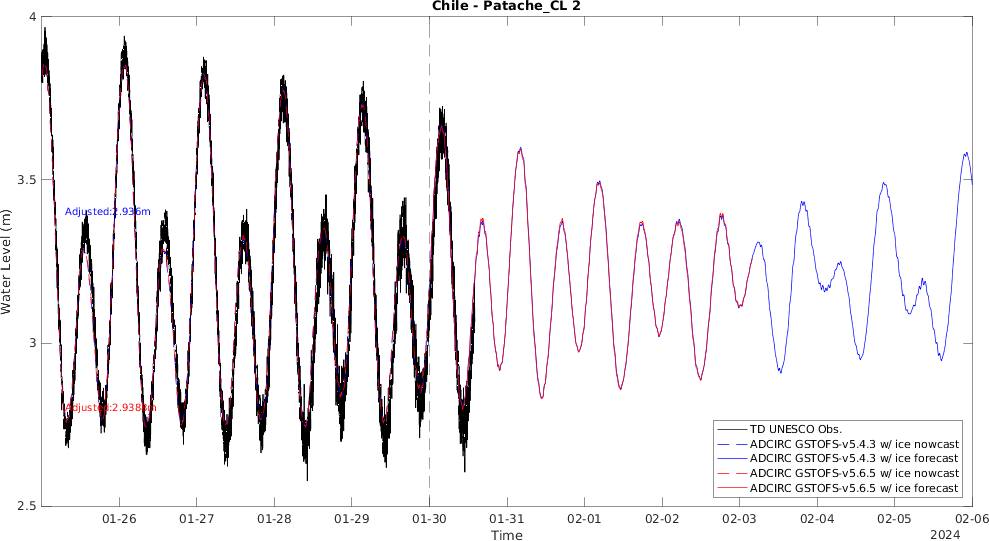 Chile - Patache_CL 2
4
3.5
3
2.5
Water Level (m)
Adjusted:2.936m
Adjusted:2.9388m
TD UNESCO Obs.
ADCIRC GSTOFS-v5.4.3 w/ ice nowcast
ADCIRC GSTOFS-v5.4.3 w/ ice forecast
ADCIRC GSTOFS-v5.6.5 w/ ice nowcast
ADCIRC GSTOFS-v5.6.5 w/ ice forecast
01-26 01-27 01-28 01-29 01-30 01-31 02-01 02-02 02-03 02-04 02-05 02-06
Time
2024